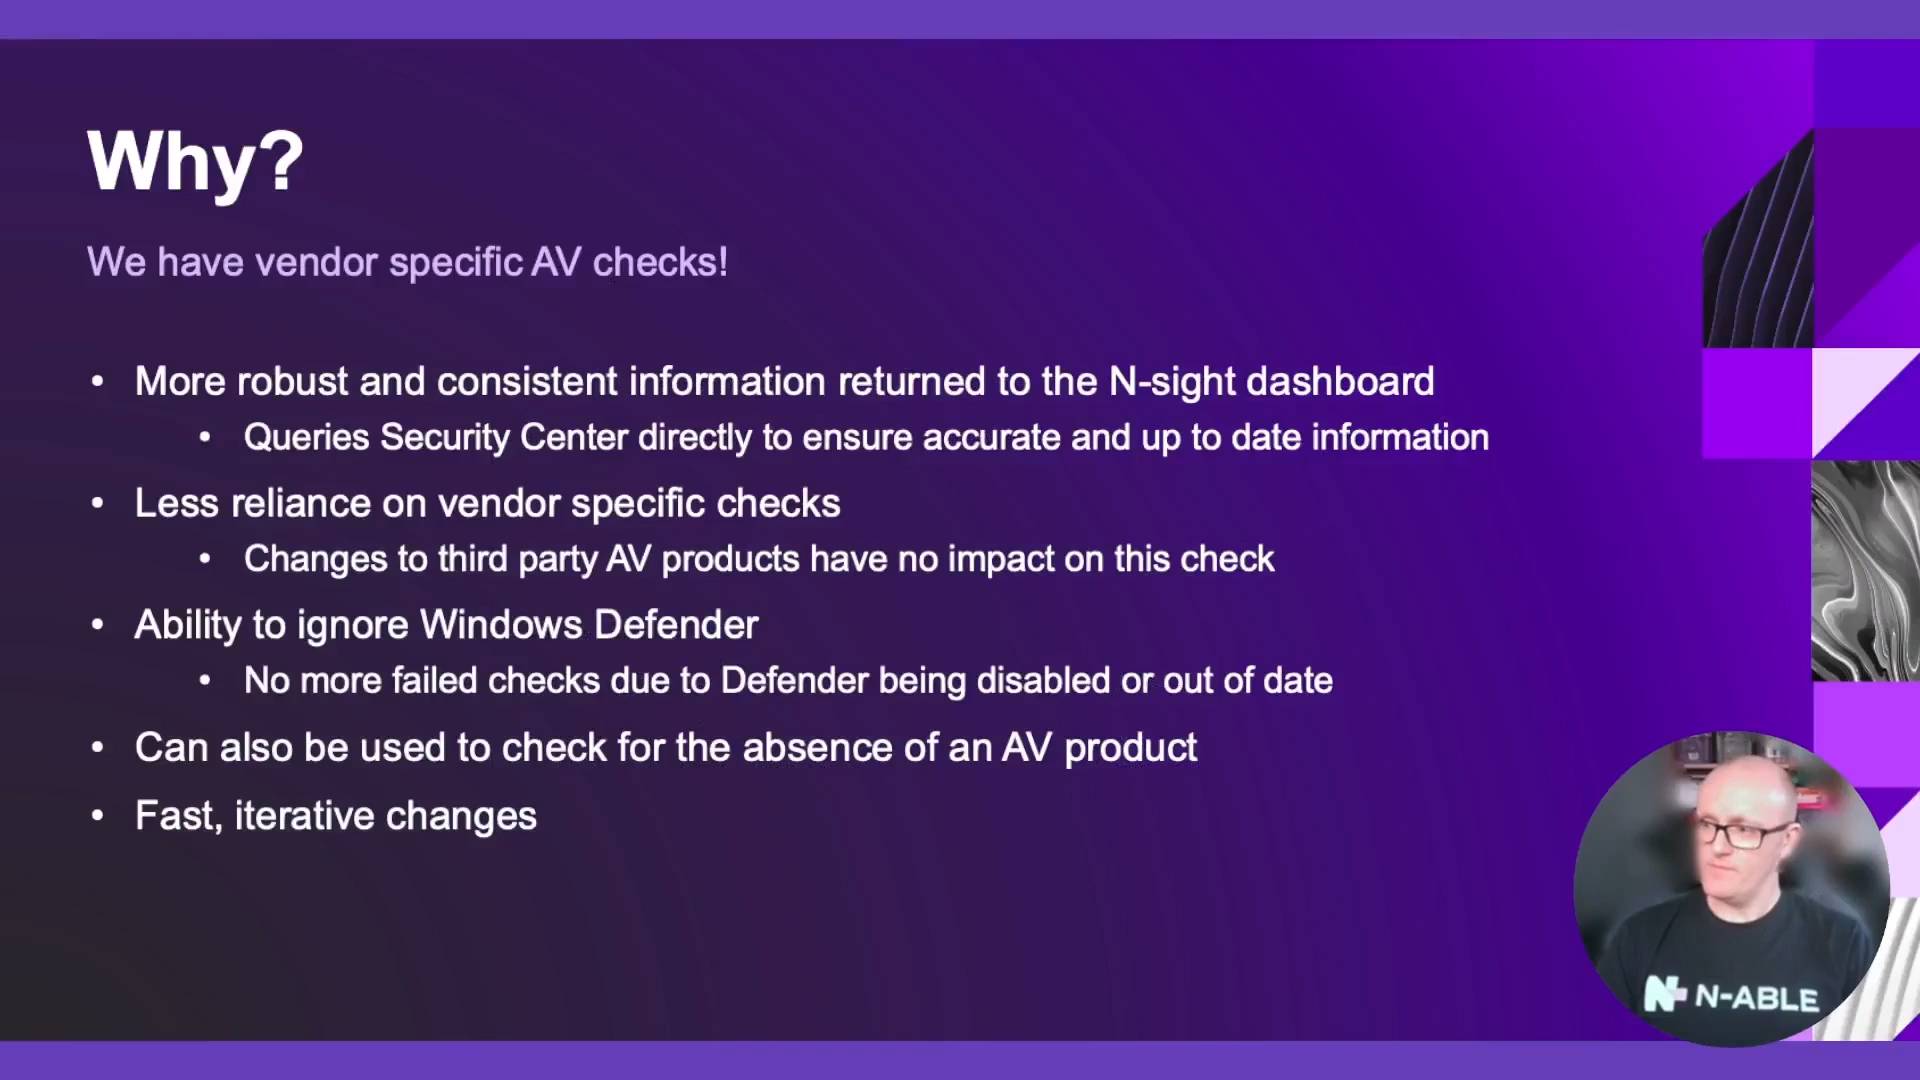 Why?
We have vendor specific AV checks!
• More robust and consistent information returned to the N-sight dashboard
• Queries Security Center directly to ensure accurate and up to date information
• Less reliance on vendor specific checks
• Changes to third party AV products have no impact on this check
• Ability to ignore Windows Defender
• No more failed checks due to Defender being disabled or out of date
• Can also be used to check for the absence of an AV product
• Fast, iterative changes
N-ABLE